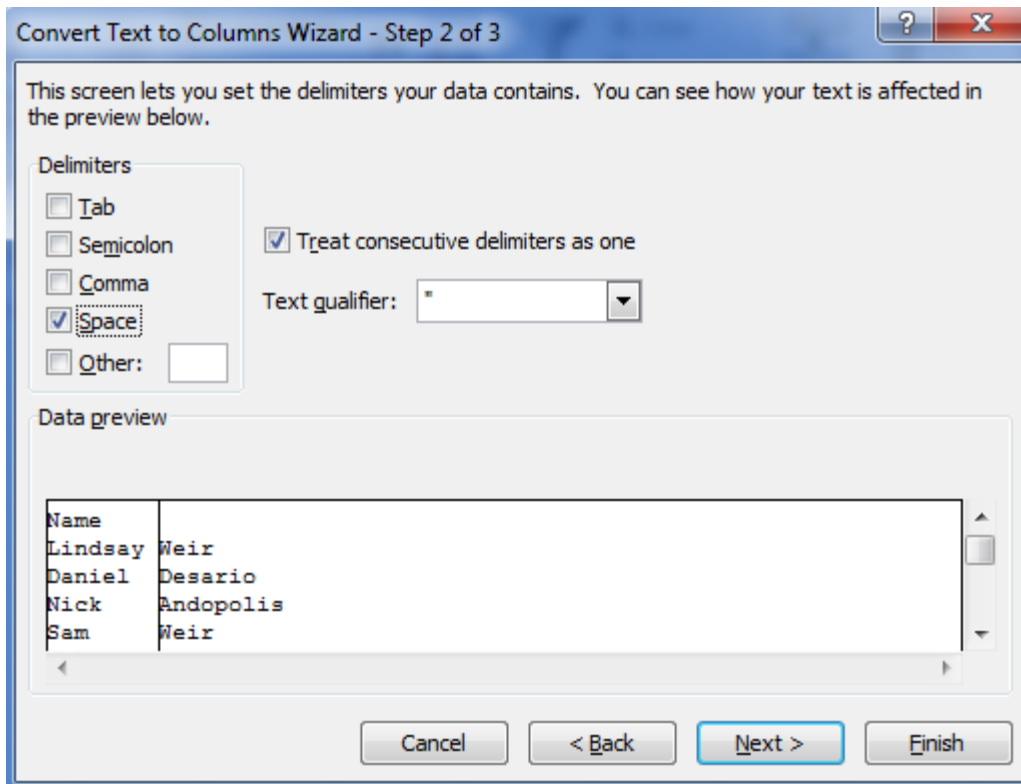 Convert Text to Columns Wizard - Step 2 of 3
?
X
This screen lets you set the delimiters your data contains.  You can see how your text is affected in
the preview below.
Delimiters
Tab
Semicolon
Comma
Space
Other:
Treat consecutive delimiters as one
Text qualifier: "
Data preview
Name
Lindsay Weir
Daniel Desario
Nick Andopolis
Sam Weir
Cancel
< Back
Next >
Finish